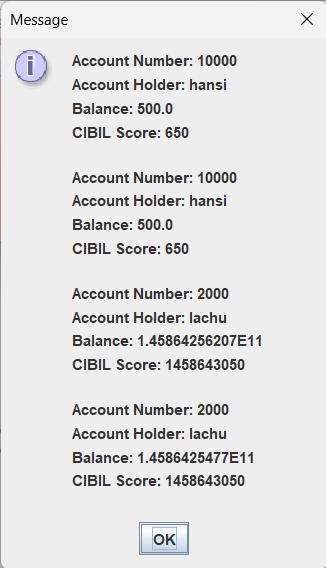 Message
Account Number: 10000
Account Holder: hansi
Balance: 500.0
CIBIL Score: 650
Account Number: 10000
Account Holder: hansi
Balance: 500.0
CIBIL Score: 650
Account Number: 2000
Account Holder: lachu
Balance: 1.45864256207E11
CIBIL Score: 1458643050
Account Number: 2000
Account Holder: lachu
Balance: 1.4586425477E11
CIBIL Score: 1458643050
OK